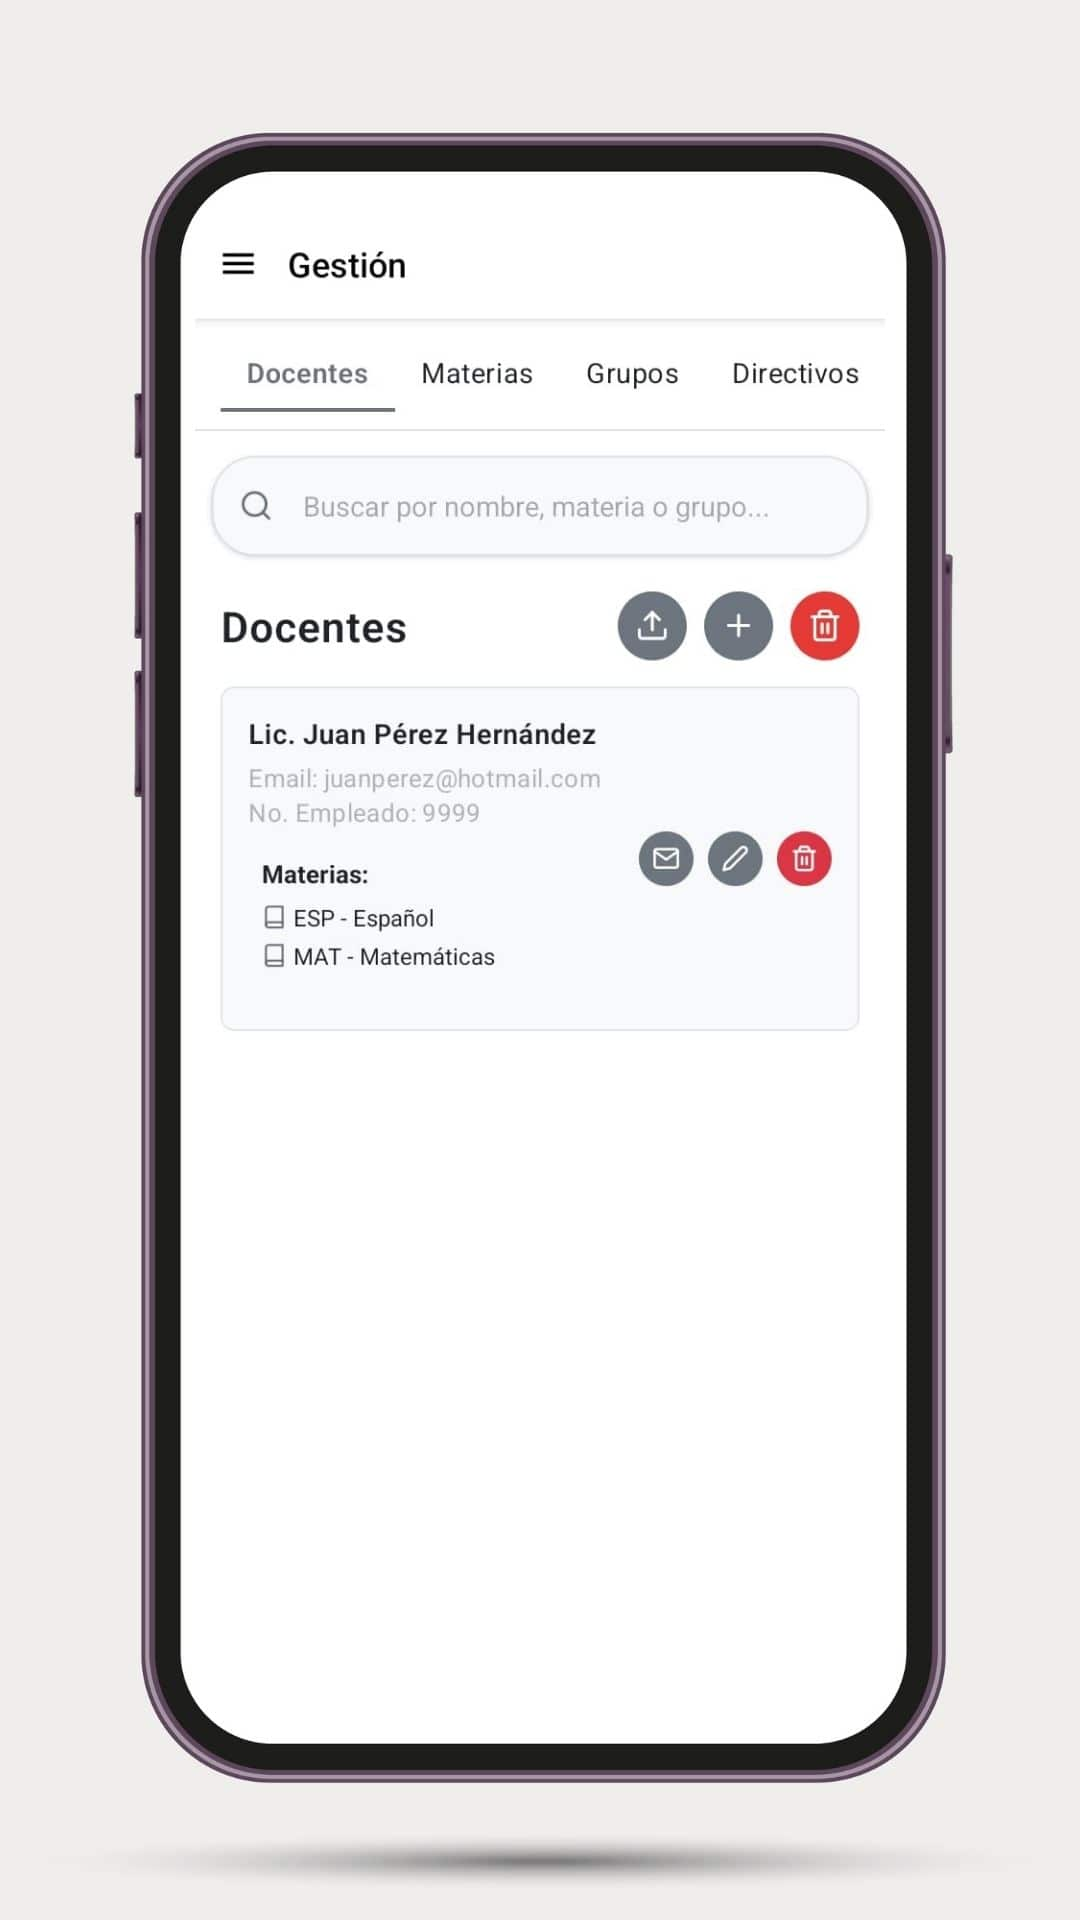 Gestión
Docentes Materias Grupos Directivos
Buscar por nombre, materia o grupo...
Docentes
Lic. Juan Pérez Hernández
Email: juanperez@hotmail.com
No. Empleado: 9999
Materias:
ESP - Español
MAT - Matemáticas